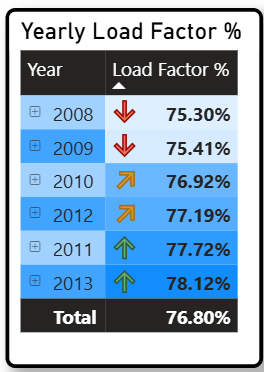 Yearly Load Factor %
Year Load Factor %
2008 75.30%
2009 75.41%
2010 76.92%
2012 77.19%
2011 77.72%
2013 78.12%
Total 76.80%